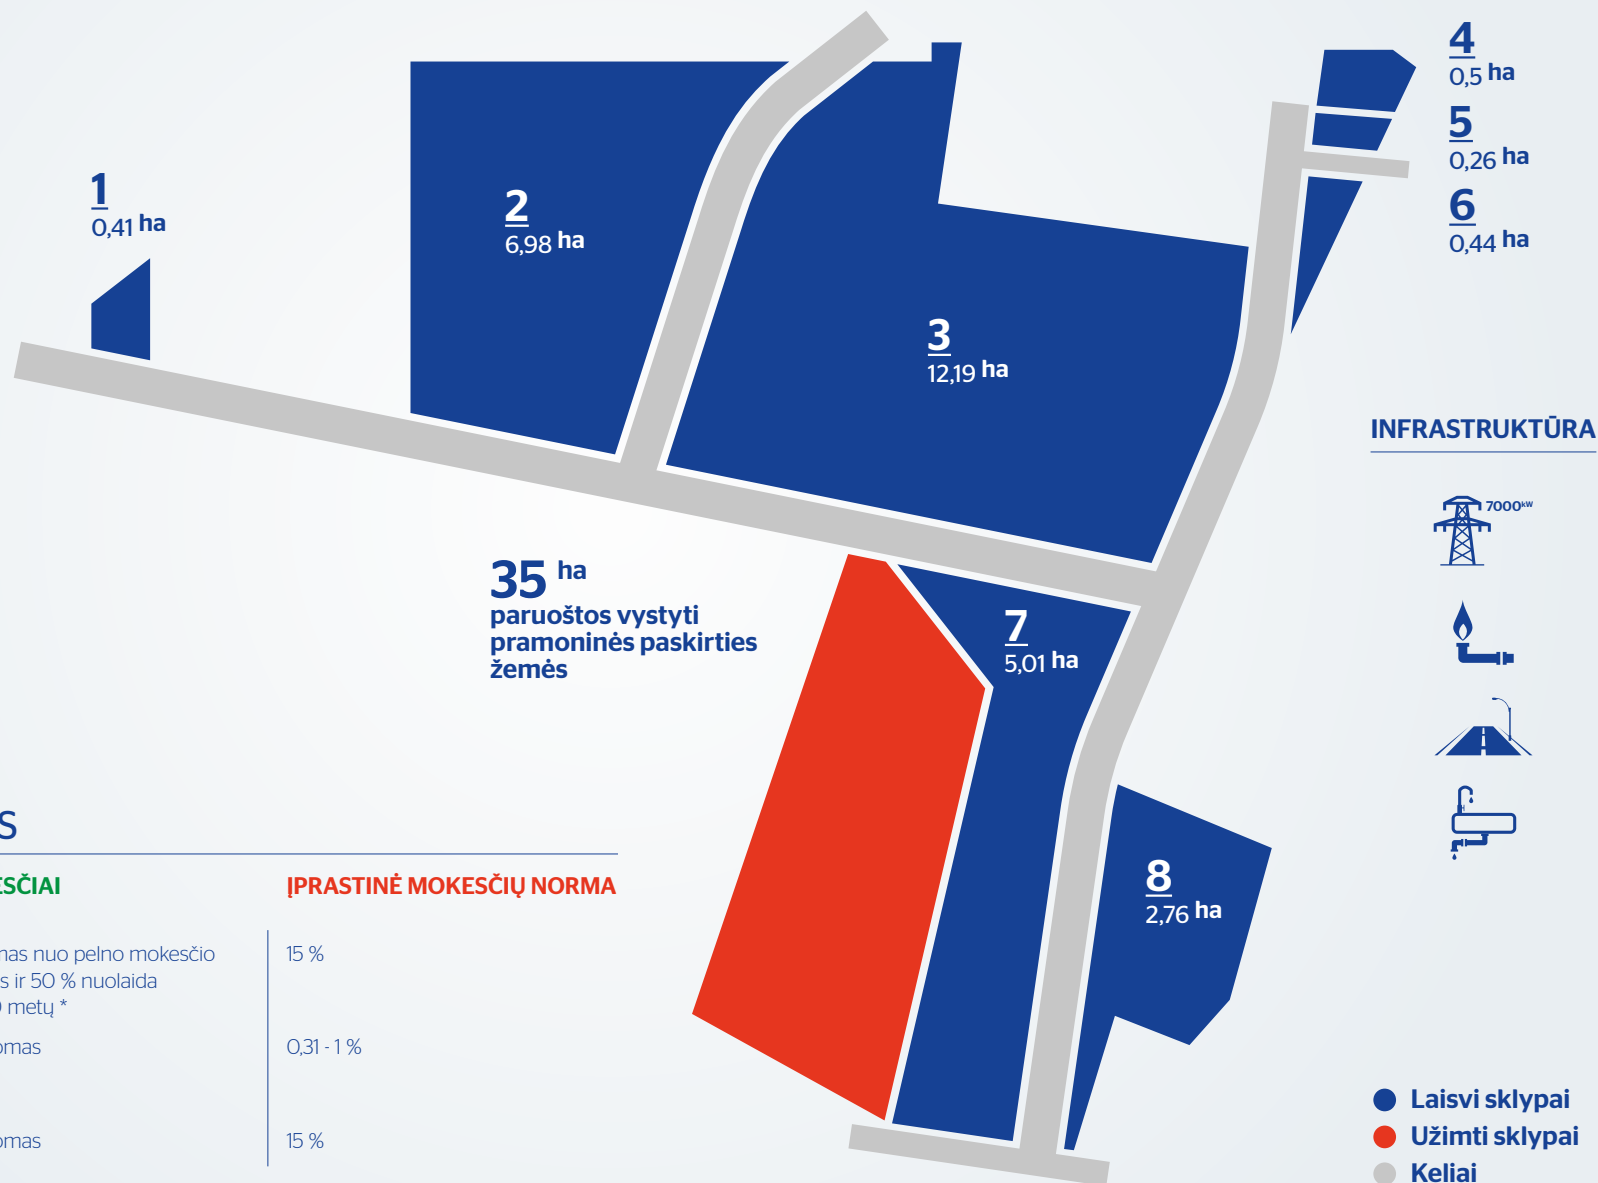 1
0,41 ha
2
6,98 ha
3
12,19 ha
4
0,5 ha
5
0,26 ha
6
0,44 ha
INFRASTRUKTŪRA
7000kW
35 ha
paruoštos vystyti
pramoninės paskirties
žemės
7
5,01 ha
8
2,76 ha
S
ESČIAI
ĮPRASTINĖ MOKESČIŲ NORMA
mas nuo pelno mokesčio
15 %
s ir 50 % nuolaida
metų *
omas
0,31 - 1 %
omas
15 %
Laisvi sklypai
Užimti sklypai
Keliai